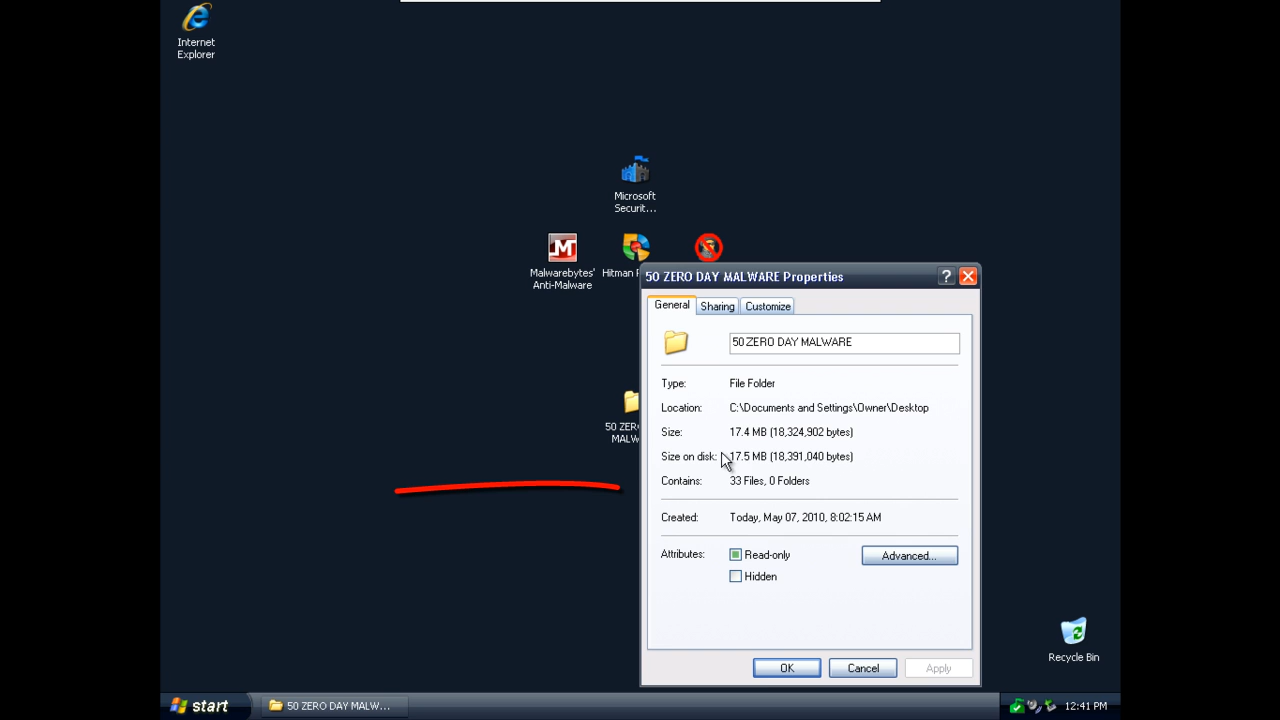 Internet
Explorer
Microsoft
Securit...
Malwarebytes'
Anti-Malware
Hitman
50 ZERO DAY MALWARE Properties
General
Sharing
Customize
50 ZERO DAY MALWARE
Type: File Folder
Location: C:\Documents and Settings\Owner\Desktop
Size: 17.4 MB (18,324,902 bytes)
Size on disk: 17.5 MB (18,391,040 bytes)
Contains: 33 Files, 0 Folders
Created: Today, May 07, 2010, 8:02:15 AM
Attributes: Read-only
Advanced...
Hidden
50 ZER
MALW
OK
Cancel
Apply
Recycle Bin
start
50 ZERO DAY MALW...
12:41 PM